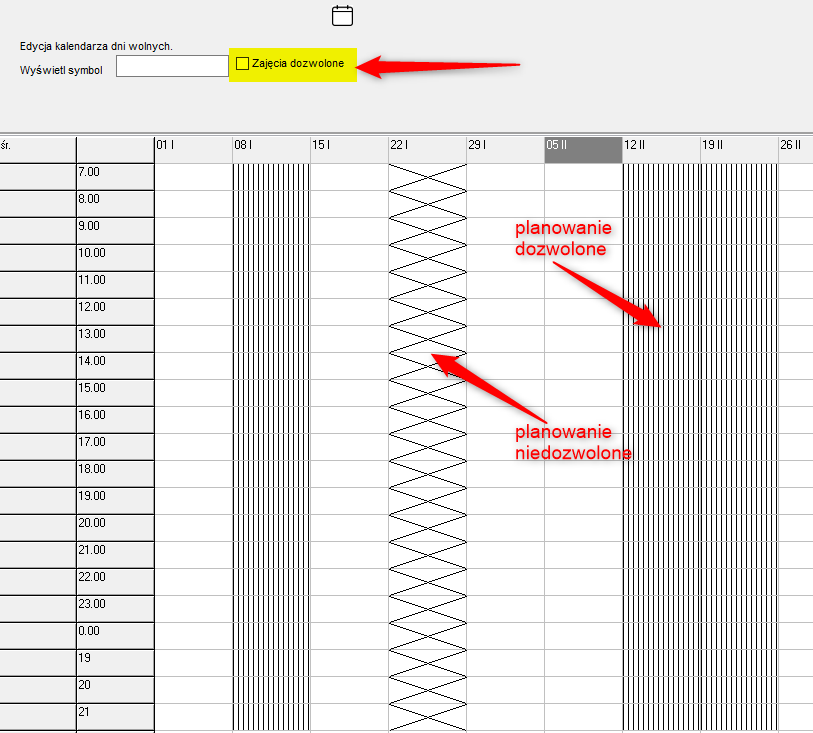 Edycja kalendarza dni wolnych.
Wyświetl symbol
Zajęcia dozwolone
śr. 01 I 08 I 15 I 22 I 29 I 05 II 12 II 19 II 26 II
7.00
8.00
9.00
planowanie
dozwolone
10.00
11.00
12.00
13.00
14.00
15.00
16.00
planowanie
niedozwolone
17.00
18.00
19.00
20.00
21.00
22.00
23.00
0.00
19
20
21